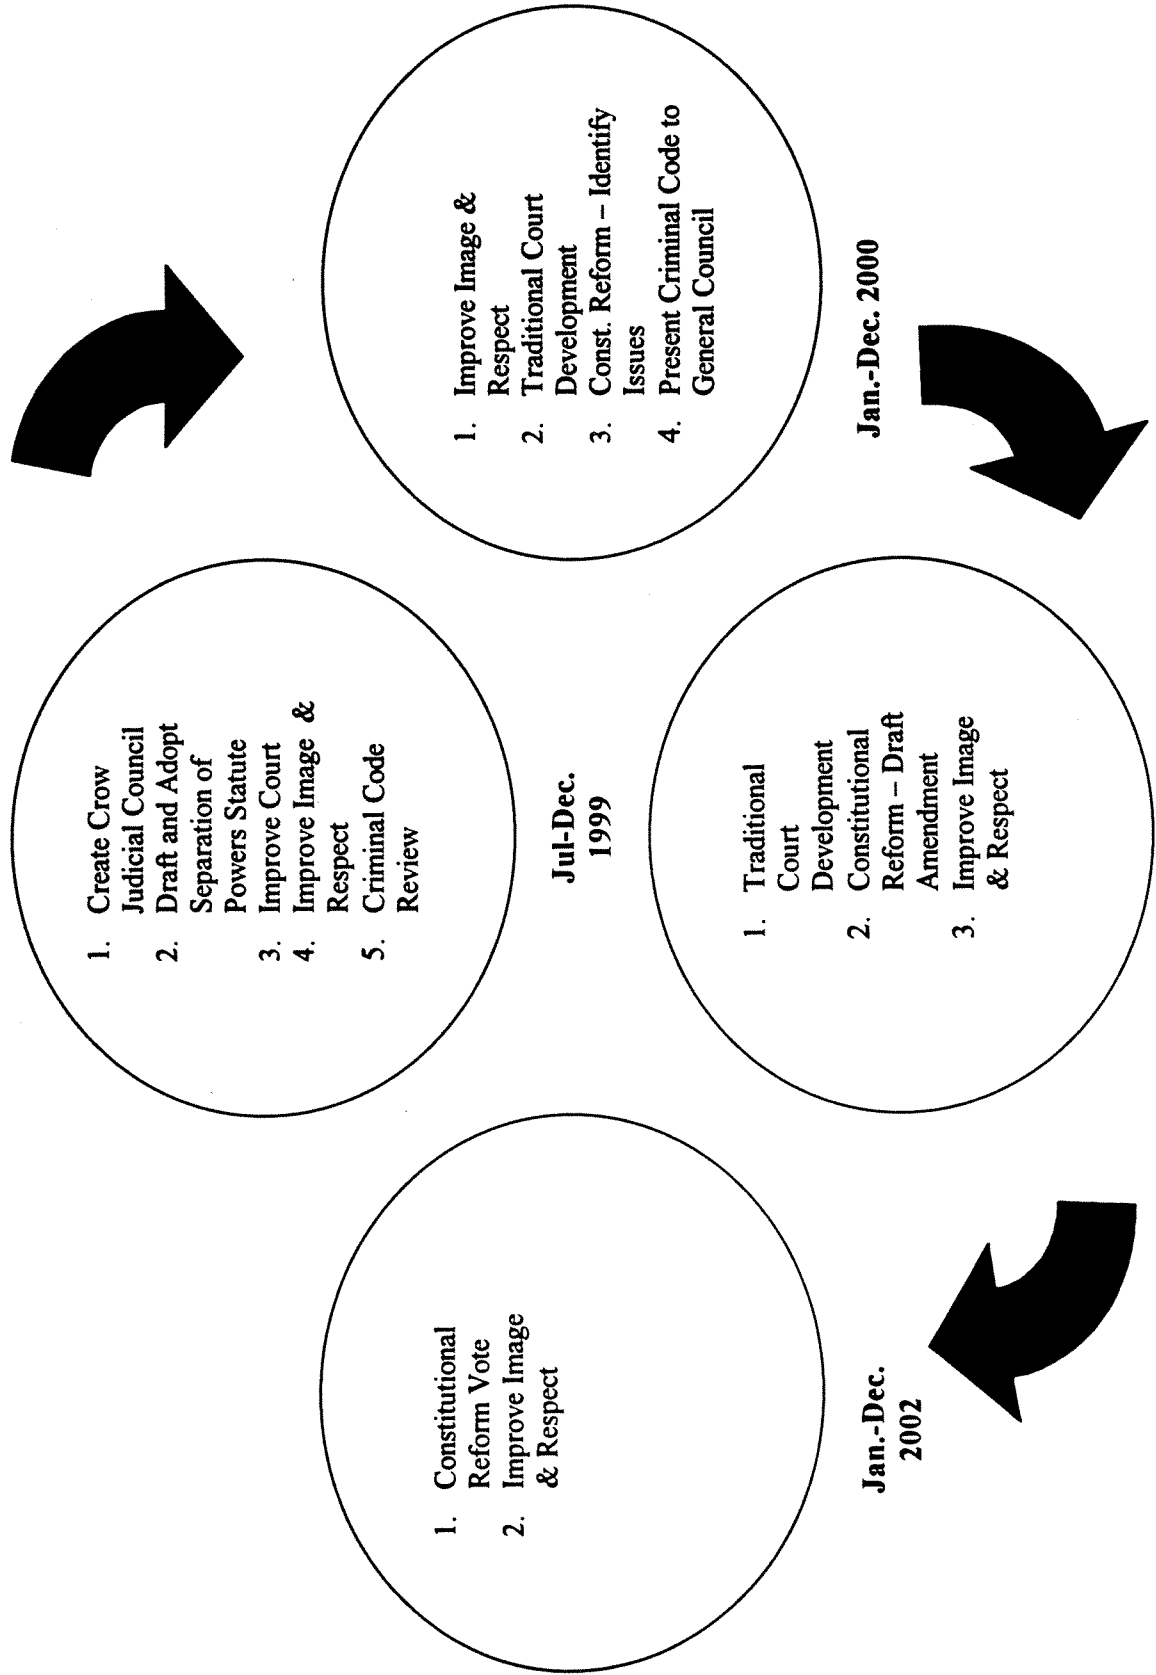 1. Create Crow
Judicial Council
2. Draft and Adopt
Separation of
Powers Statute
3. Improve Court
4. Improve Image &
Respect
5. Criminal Code
Review
Jul-Dec.
1999
1. Improve Image &
Respect
2. Traditional Court
Development
3. Const. Reform – Identify
Issues
4. Present Criminal Code to
General Council
Jan.-Dec. 2000
1. Traditional
Court
Development
2. Constitutional
Reform – Draft
Amendment
3. Improve Image
& Respect
1. Constitutional
Reform Vote
2. Improve Image
& Respect
Jan.-Dec.
2002